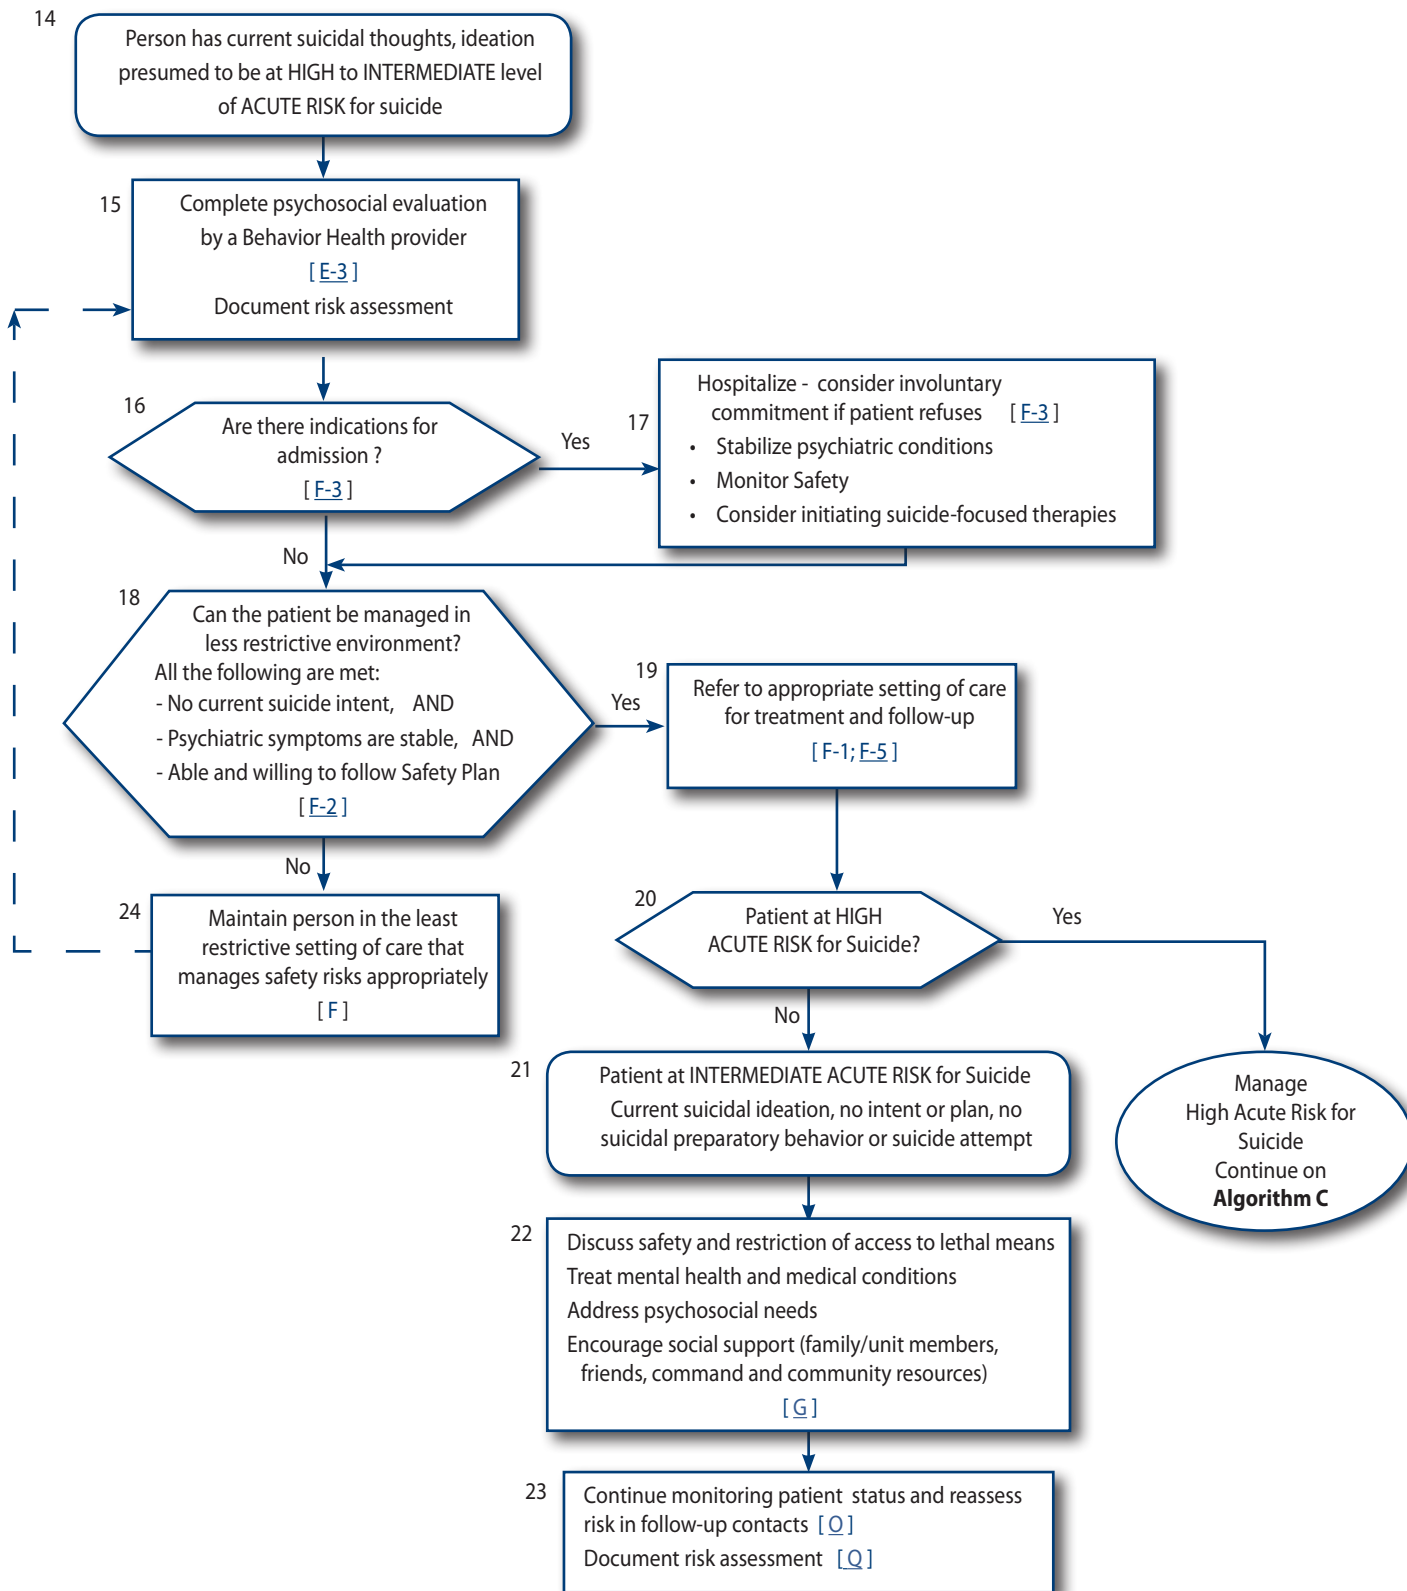 14
Person has current suicidal thoughts, ideation
presumed to be at HIGH to INTERMEDIATE level
of ACUTE RISK for suicide
15
Complete psychosocial evaluation
by a Behavior Health provider
[ E-3 ]
Document risk assessment
16
Are there indications for
admission ?
[ F-3 ]
Yes
No
17
Hospitalize - consider involuntary
commitment if patient refuses [ F-3 ]
• Stabilize psychiatric conditions
• Monitor Safety
• Consider initiating suicide-focused therapies
18
Can the patient be managed in
less restrictive environment?
All the following are met:
- No current suicide intent, AND
- Psychiatric symptoms are stable, AND
- Able and willing to follow Safety Plan
[ F-2 ]
Yes
No
19
Refer to appropriate setting of care
for treatment and follow-up
[ F-1; F-5 ]
24
Maintain person in the least
restrictive setting of care that
manages safety risks appropriately
[ F ]
20
Patient at HIGH
ACUTE RISK for Suicide?
Yes
No
21
Patient at INTERMEDIATE ACUTE RISK for Suicide
Current suicidal ideation, no intent or plan, no
suicidal preparatory behavior or suicide attempt
Manage
High Acute Risk for
Suicide
Continue on
Algorithm C
22
Discuss safety and restriction of access to lethal means
Treat mental health and medical conditions
Address psychosocial needs
Encourage social support (family/unit members,
friends, command and community resources)
[ G ]
23
Continue monitoring patient status and reassess
risk in follow-up contacts [ O ]
Document risk assessment [ Q ]